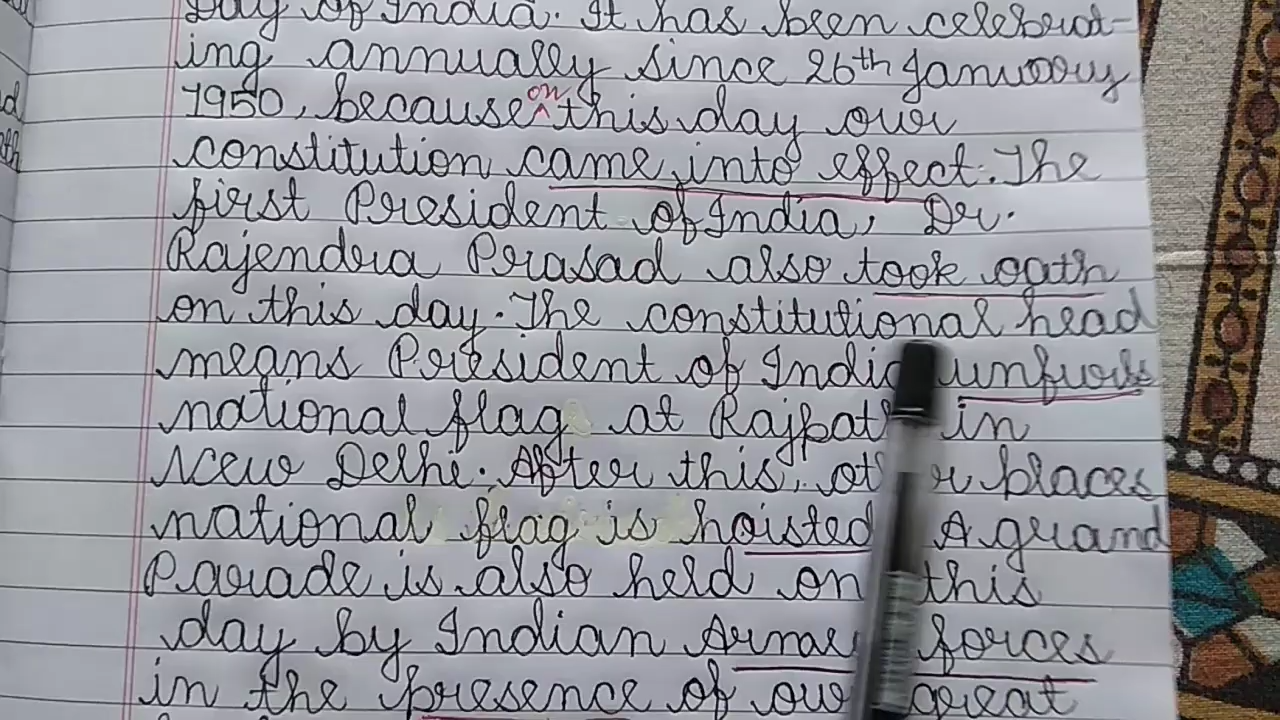 Day of India. It has been celebrat-
ing annually since 26th January
1950, because on this day our
constitution came into effect. The
first President of India, Dr.
Rajendra Prasad also took oath
on this day. The constitutional head
means President of India unfurls
national flag at Rajpath in
New Delhi. After this, other places
national flag is hoisted. A grand
Parade is also held on this
day by Indian Armed forces
in the presence of our great